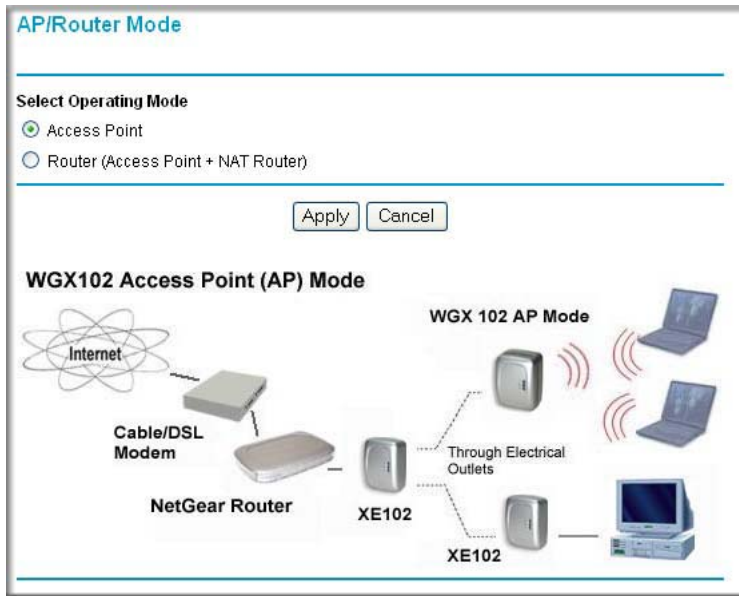 AP/Router Mode
Select Operating Mode
Access Point
Router (Access Point + NAT Router)
Apply
Cancel
WGX102 Access Point (AP) Mode
WGX 102 AP Mode
Internet
Cable/DSL
Modem
Through Electrical
Outlets
NetGear Router
XE102
XE102